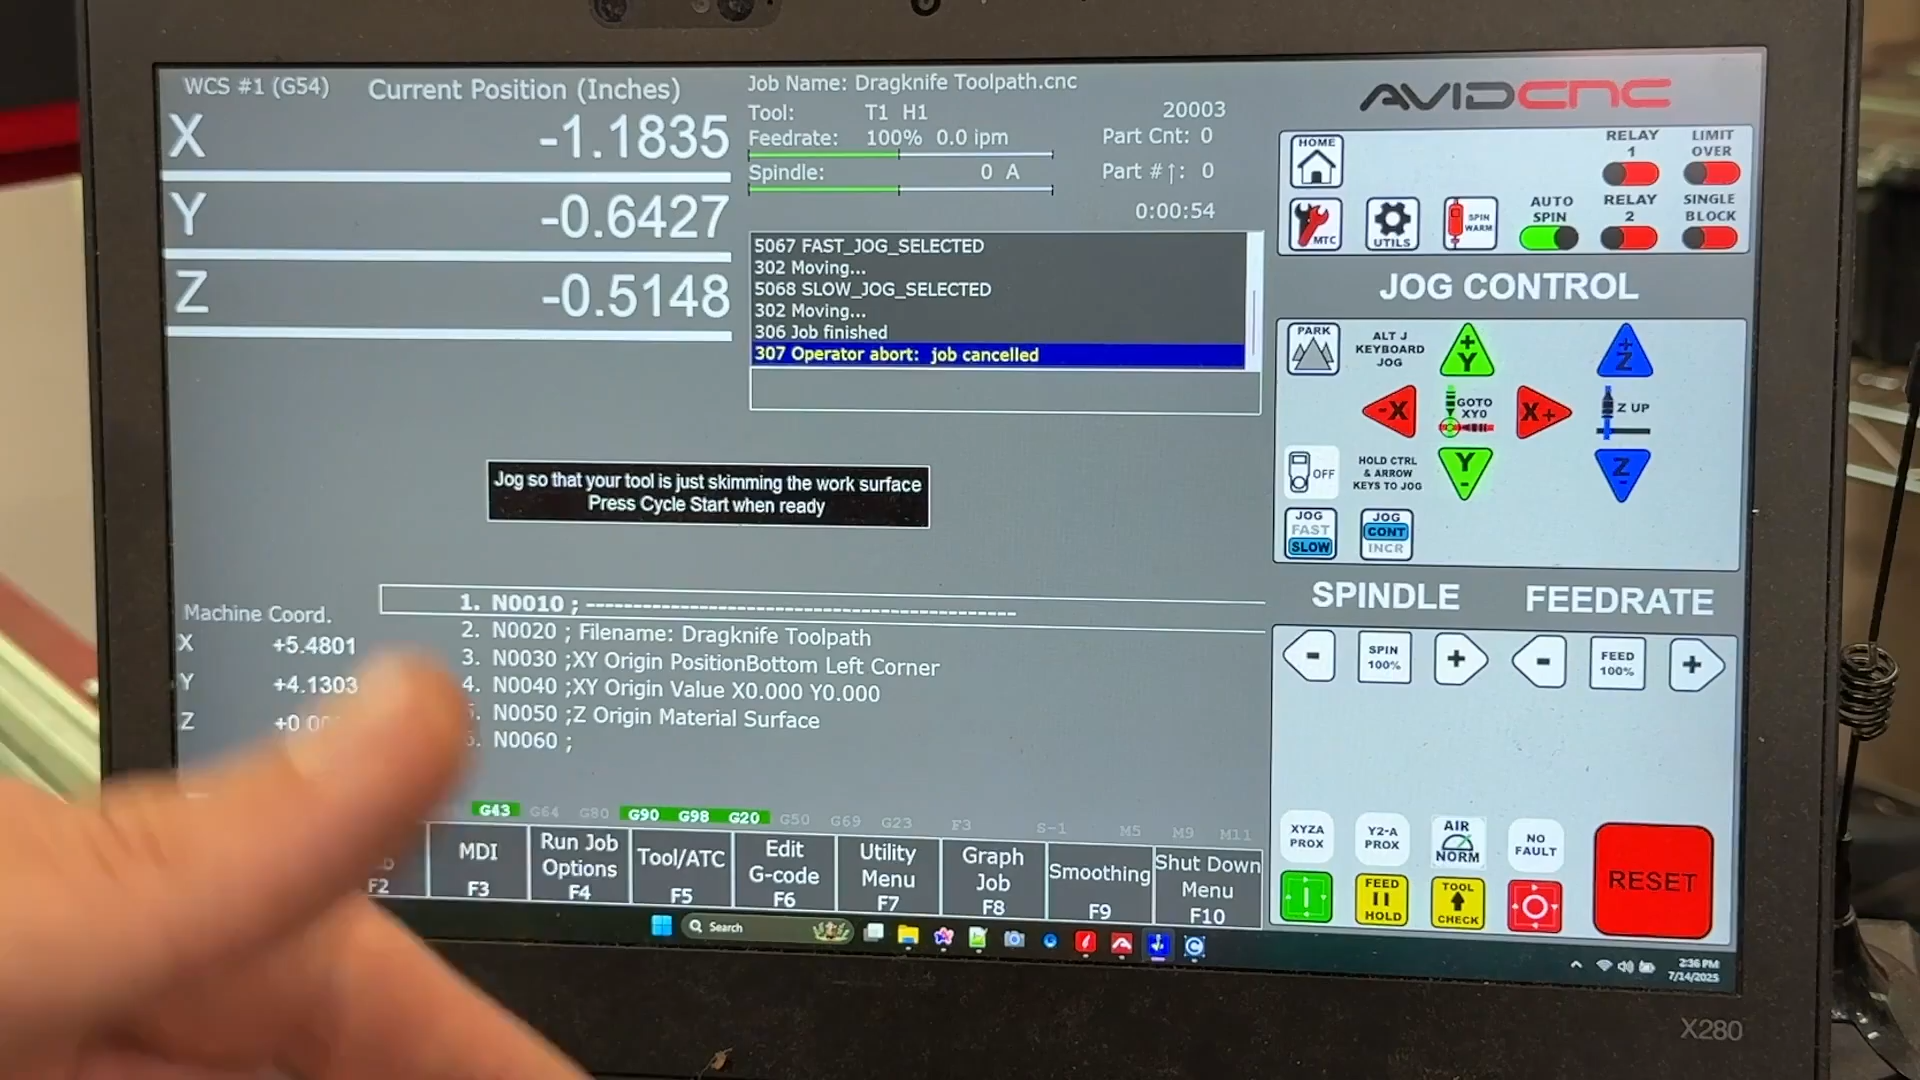 WCS #1 (G54)
Current Position (Inches)
X -1.1835
Y -0.6427
Z -0.5148
Job Name: Dragknife Toolpath.cnc
Tool: T1 H1
20003
Feedrate: 100% 0.0 ipm
Part Cnt: 0
Spindle: 0 A
Part #↑: 0
0:00:54
5067 FAST_JOG_SELECTED
302 Moving...
5068 SLOW_JOG_SELECTED
302 Moving...
306 Job finished
307 Operator abort: job cancelled
Jog so that your tool is just skimming the work surface
Press Cycle Start when ready
Machine Coord.
X +5.4801
Y +4.1303
Z
1. N0010 ; -------------------------------------------
2. N0020 ; Filename: Dragknife Toolpath
3. N0030 ;XY Origin PositionBottom Left Corner
4. N0040 ;XY Origin Value X0.000 Y0.000
N0050 ;Z Origin Material Surface
N0060 ;
G43 G64 G80 G90 G98 G20 G50 G69 G23 F3 S-1 M5 M9 M11
F2
MDI
F3
Run Job
Options
F4
Tool/ATC
F5
Edit
G-code
F6
Utility
Menu
F7
Graph
Job
F8
Smoothing
F9
Shut Down
Menu
F10
AVIDCNC
HOME
RELAY
1
LIMIT
OVER
MTC
UTILS
SPIN
WARM
AUTO
SPIN
RELAY
2
SINGLE
BLOCK
JOG CONTROL
PARK
ALT J
KEYBOARD
JOG
+
Y
+
Z
-X
GOTO
XY0
X+
Z UP
OFF
HOLD CTRL
& ARROW
KEYS TO JOG
Y
-
Z
-
JOG
FAST
SLOW
JOG
CONT
INCR
SPINDLE
FEEDRATE
-
SPIN
100%
+
-
FEED
100%
+
XYZA
PROX
Y2-A
PROX
AIR
NORM
NO
FAULT
FEED
HOLD
TOOL
CHECK
RESET
Search
2:36 PM
7/14/2025
X280